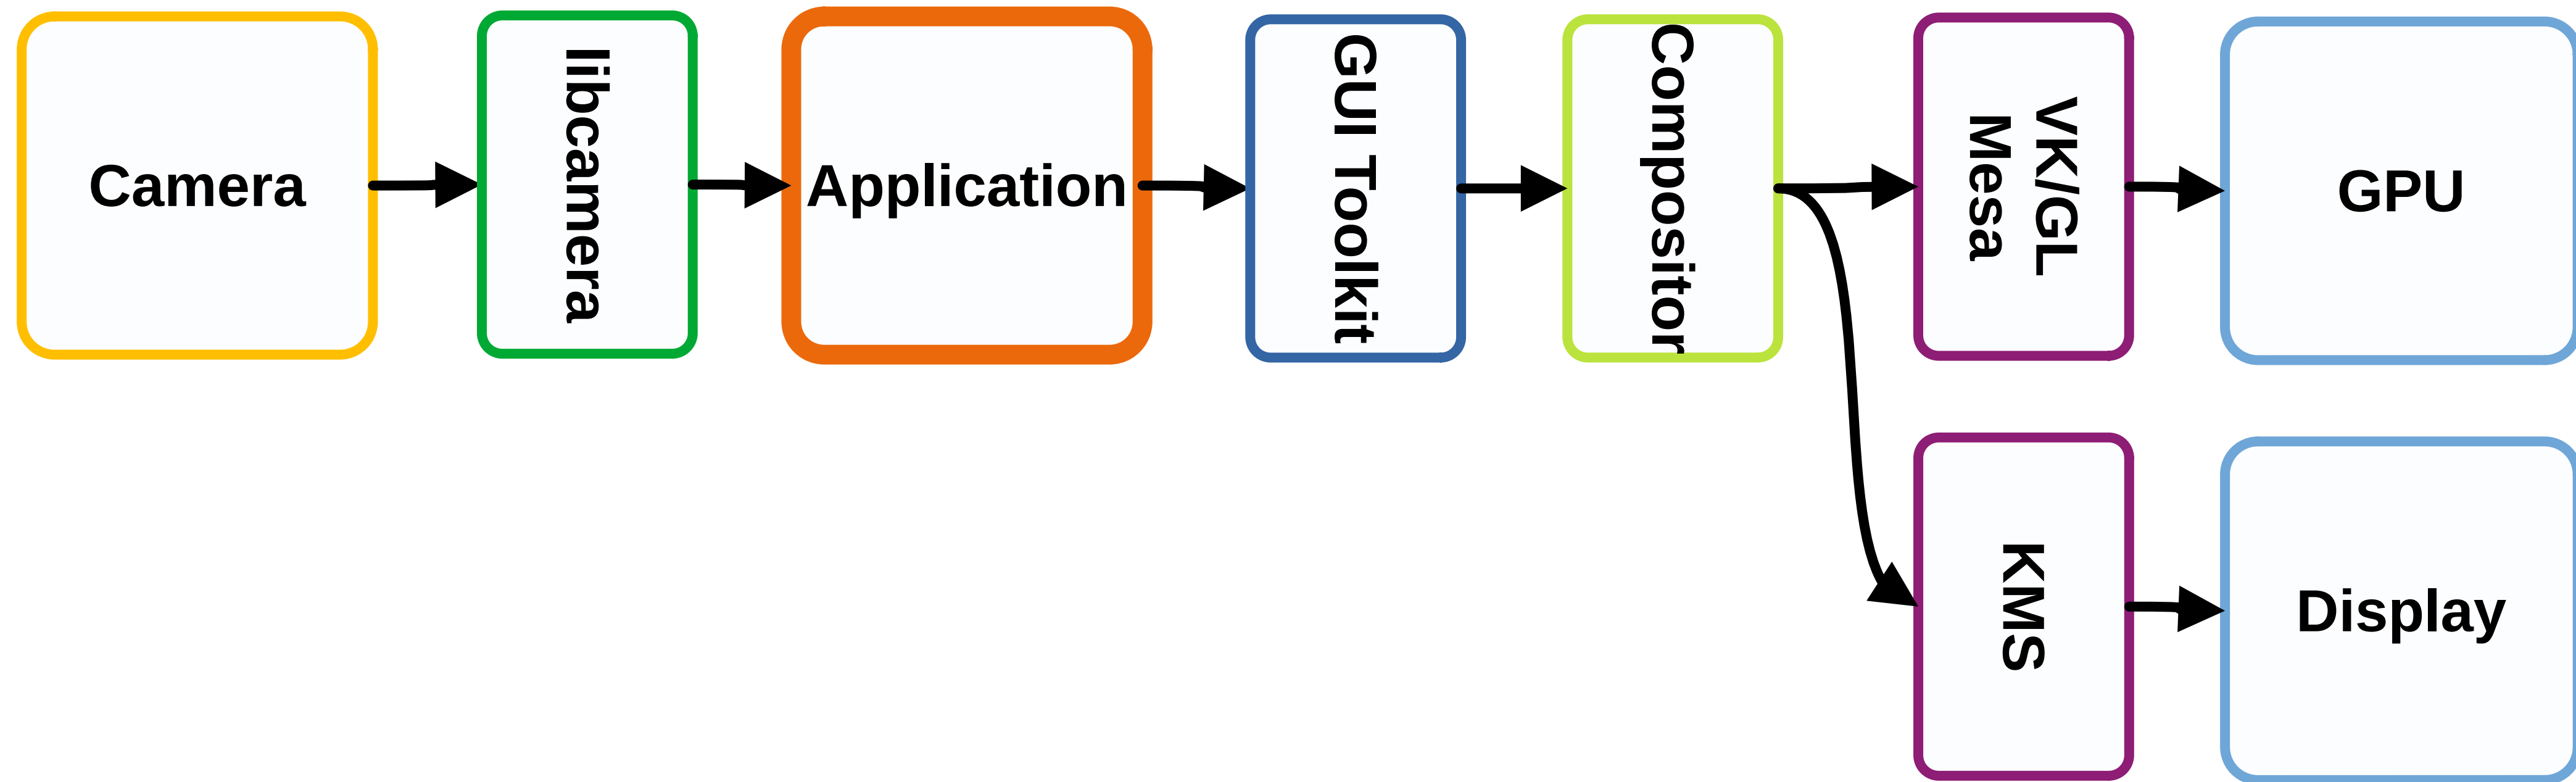 Camera
libcamera
Application
GUI Toolkit
Compositor
VK/GL
Mesa
GPU
KMS
Display